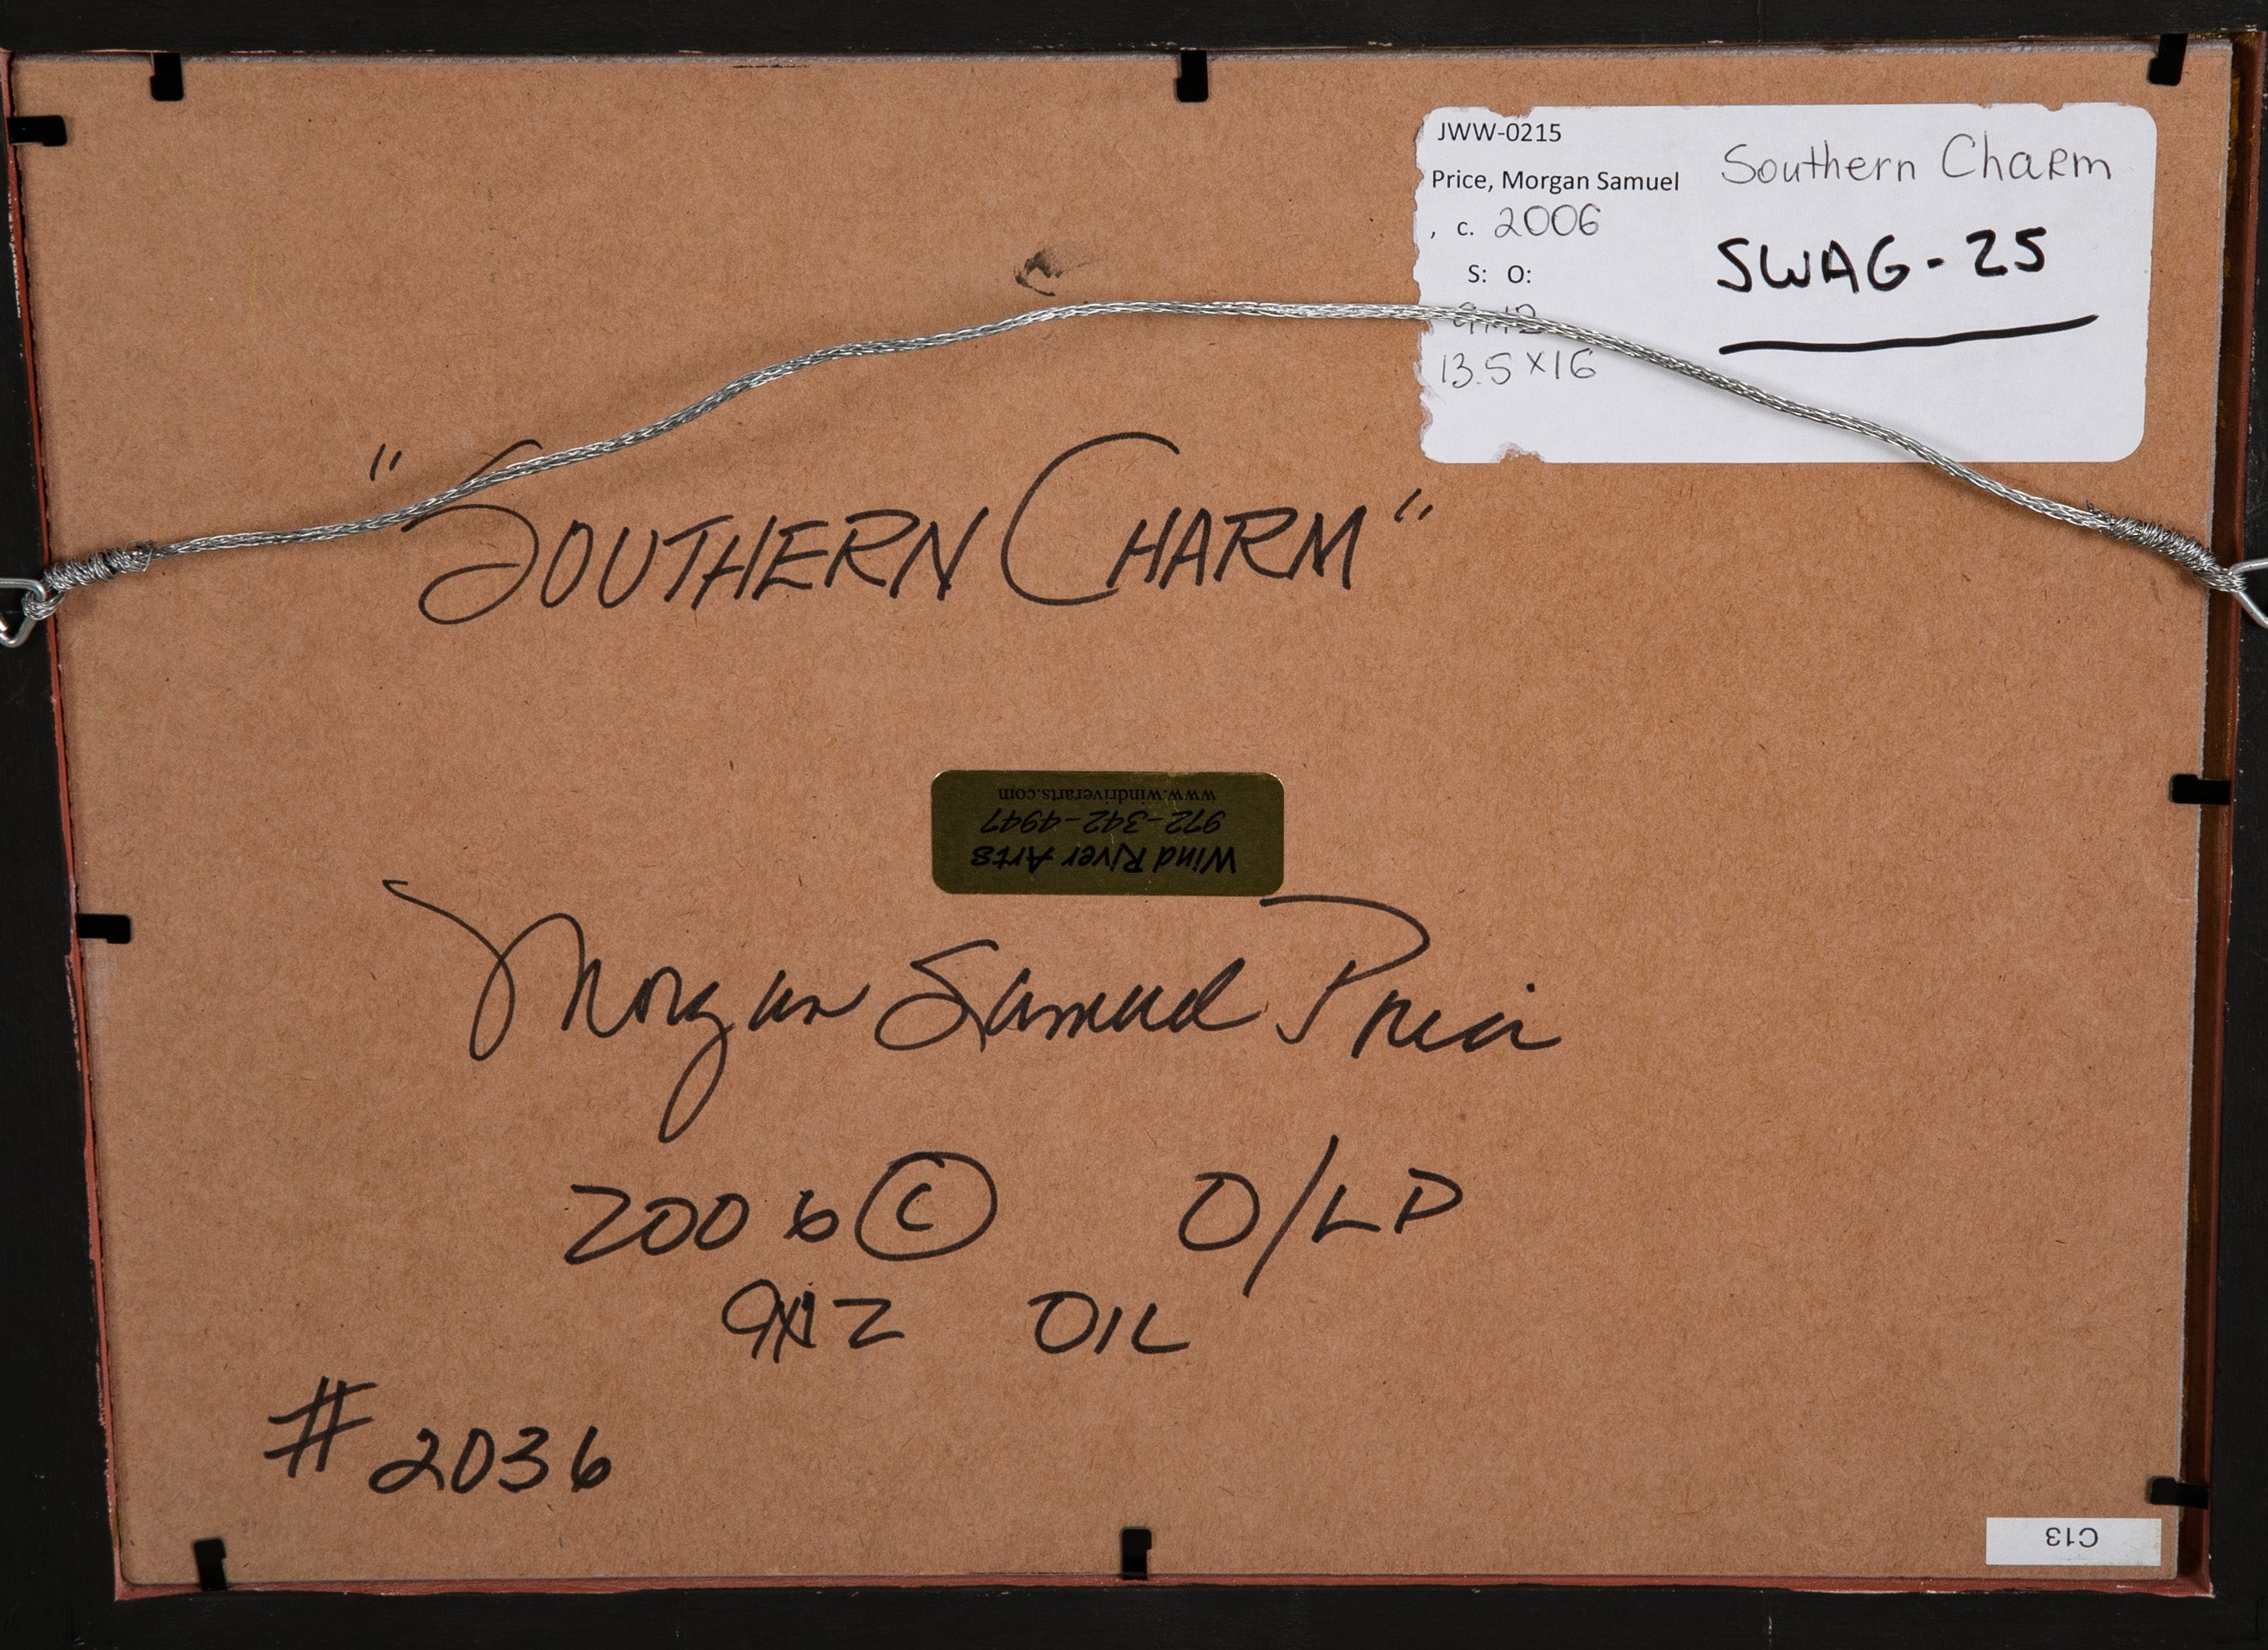 JWW-0215
Price, Morgan Samuel
, c. 2006
S: O:
9x12
13.5 x 16
Southern Charm
SWAG-25
"SOUTHERN CHARM"
Wind River Arts
972-342-4947
www.windriverarts.com
Morgan Samuel Price
2006 © O/LP
9x12 OIL
# 2036
C13